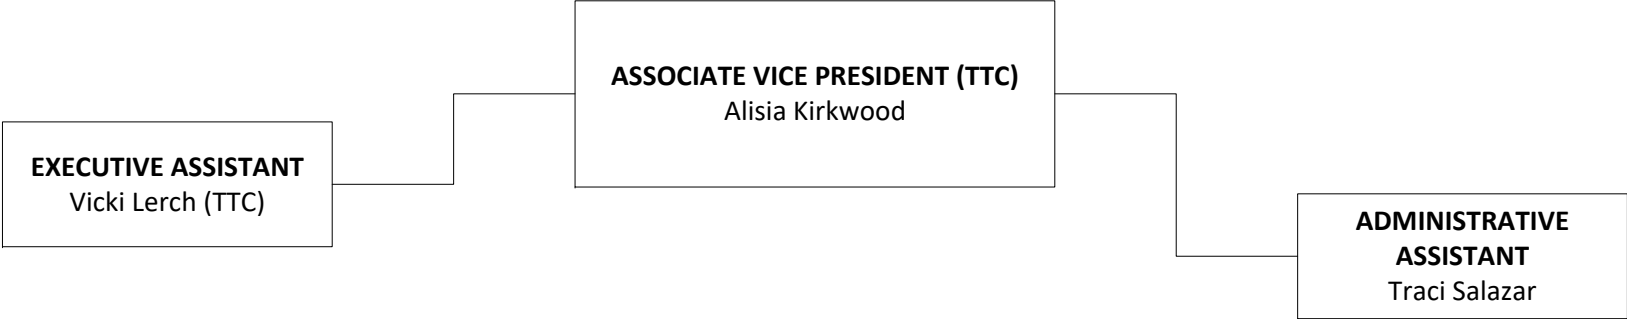 ASSOCIATE VICE PRESIDENT (TTC)
Alisia Kirkwood
EXECUTIVE ASSISTANT
Vicki Lerch (TTC)
ADMINISTRATIVE
ASSISTANT
Traci Salazar